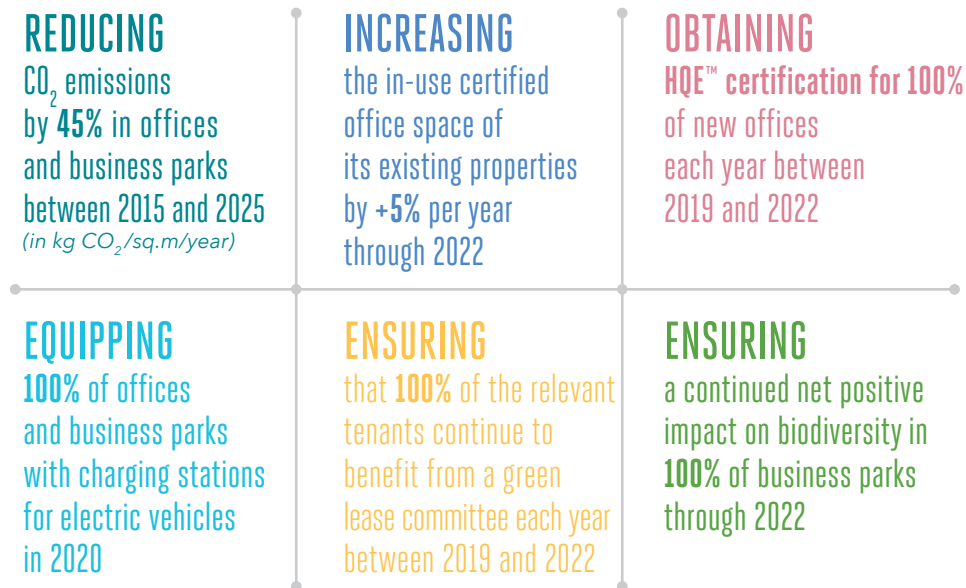 REDUCING
CO₂ emissions
by 45% in offices
and business parks
between 2015 and 2025
(in kg CO₂/sq.m/year)
INCREASING
the in-use certified
office space of
its existing properties
by +5% per year
through 2022
OBTAINING
HQE™ certification for 100%
of new offices
each year between
2019 and 2022
EQUIPPING
100% of offices
and business parks
with charging stations
for electric vehicles
in 2020
ENSURING
that 100% of the relevant
tenants continue to
benefit from a green
lease committee each year
between 2019 and 2022
ENSURING
a continued net positive
impact on biodiversity in
100% of business parks
through 2022